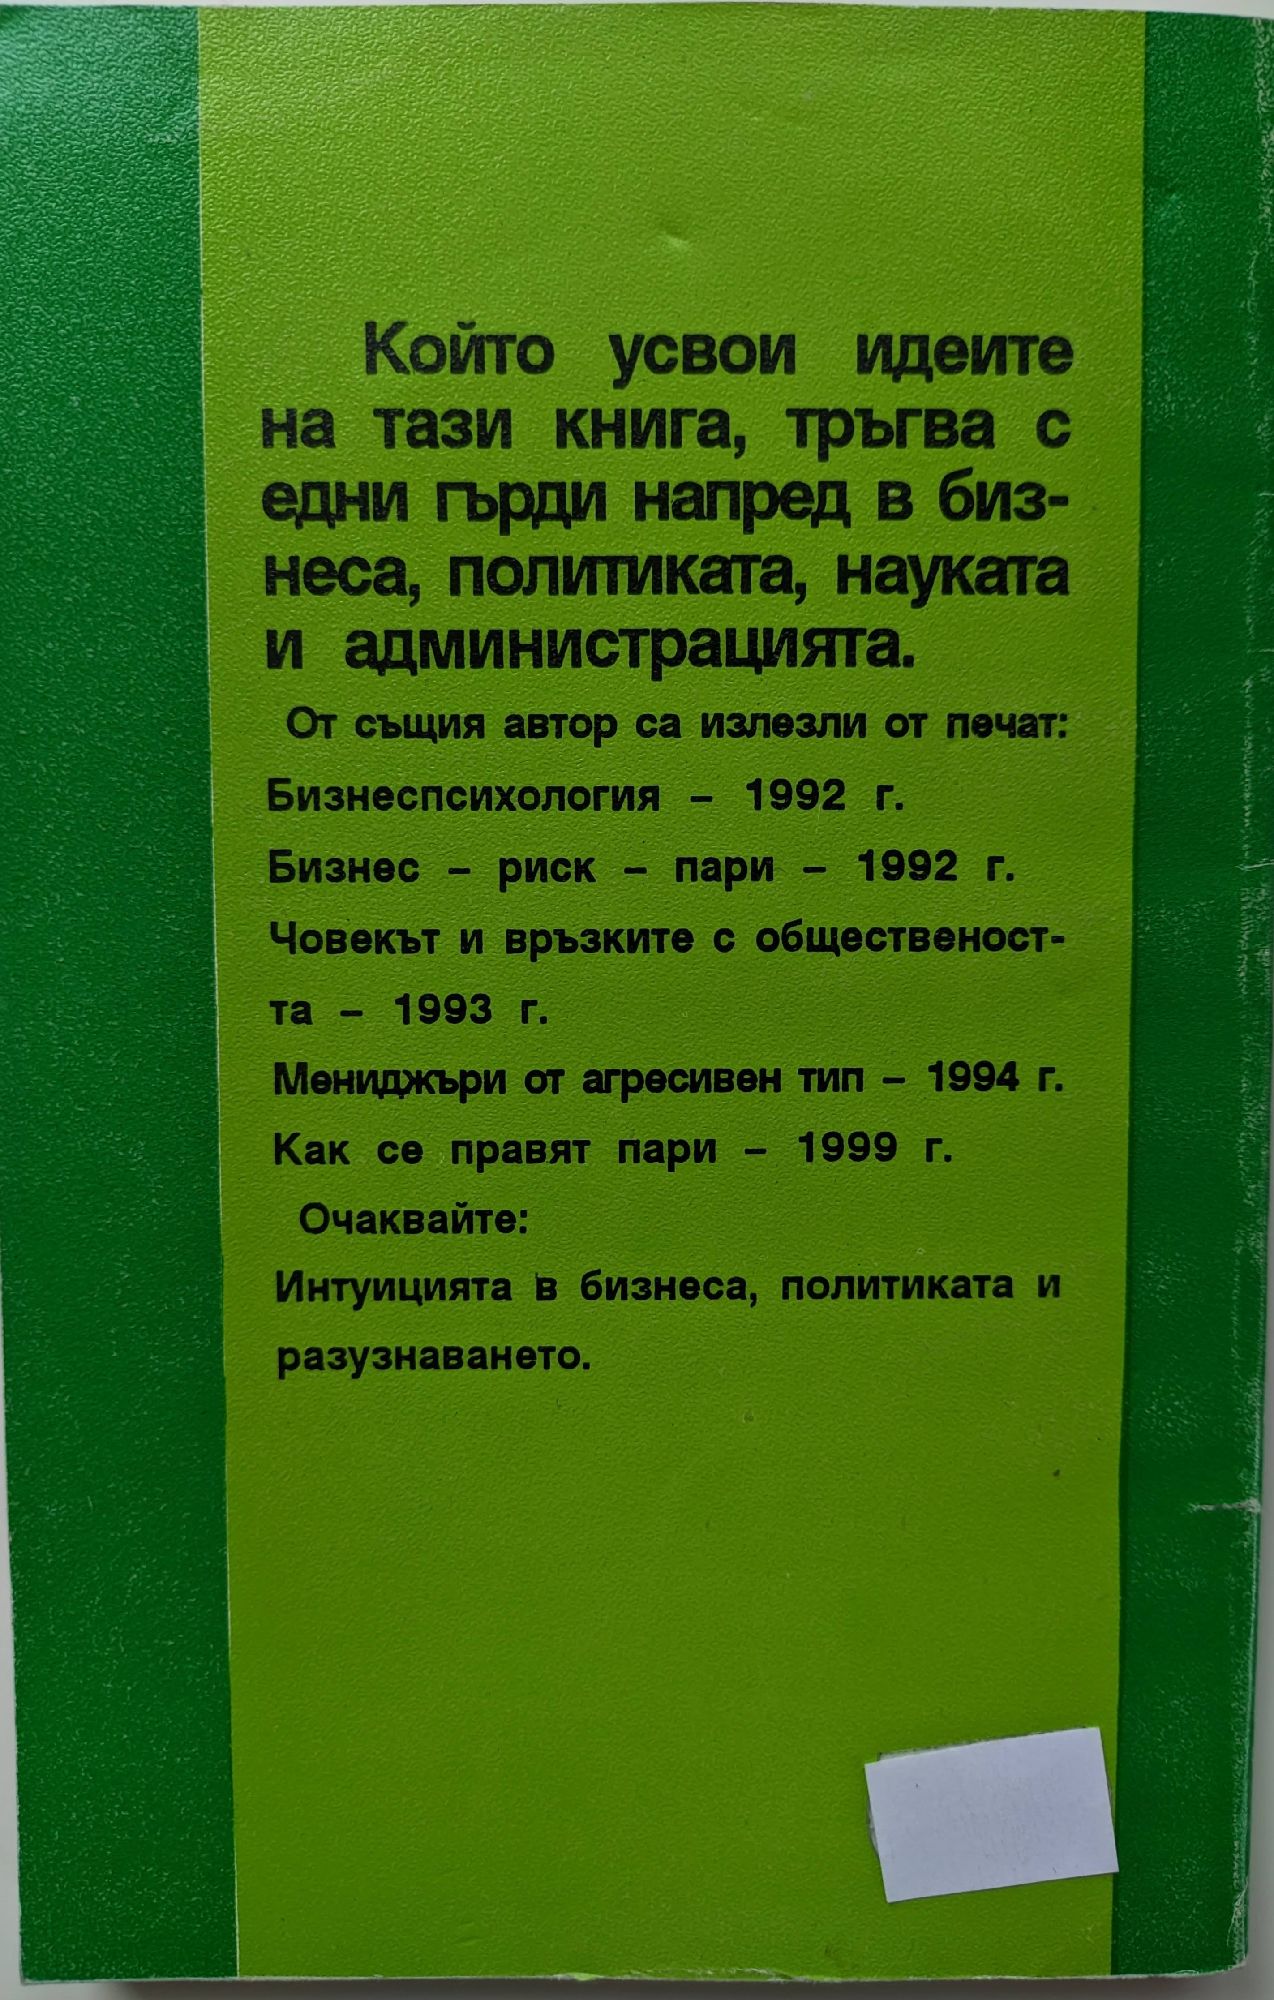 Който усвои идеите
на тази книга, тръгва с
едни гърди напред в биз-
неса, политиката, науката
и администрацията.
От същия автор са излезли от печат:
Бизнеспсихология – 1992 г.
Бизнес – риск – пари – 1992 г.
Човекът и връзките с общественост-
та – 1993 г.
Мениджъри от агресивен тип – 1994 г.
Как се правят пари – 1999 г.
Очаквайте:
Интуицията в бизнеса, политиката и
разузнаването.